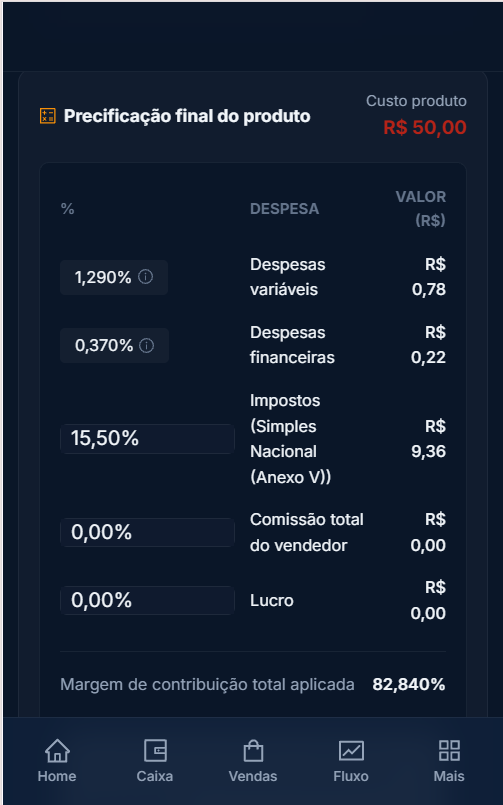 Custo produto
Precificação final do produto
R$ 50,00
% DESPESA VALOR
(R$)
1,290% Despesas R$
variáveis 0,78
0,370% Despesas R$
financeiras 0,22
Impostos
15,50% (Simples R$
Nacional 9,36
(Anexo V))
0,00% Comissão total R$
do vendedor 0,00
0,00% Lucro R$
0,00
Margem de contribuição total aplicada 82,840%
Home Caixa Vendas Fluxo Mais